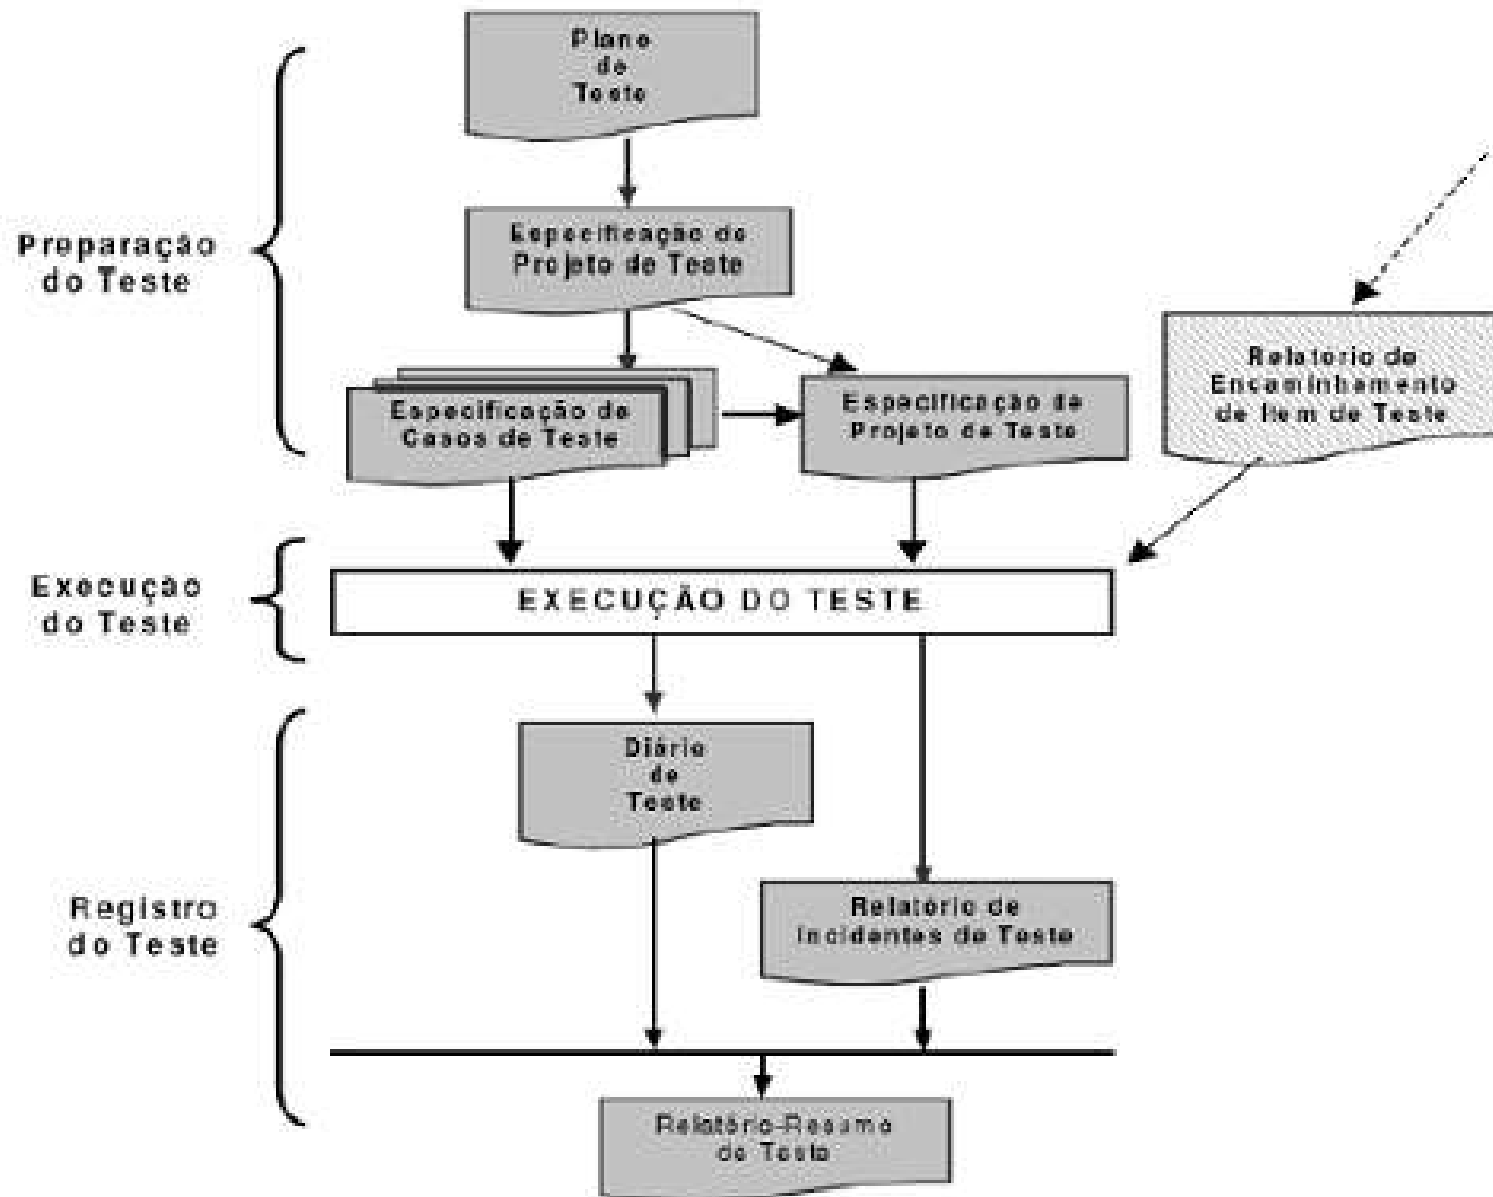 Plano
de
Teste
Preparação
do Teste
Especificação de
Projeto de Teste
Especificação de
Casos de Teste
Especificação de
Projeto de Teste
Relatório de
Encaminhamento
de Item de Teste
Execução
do Teste
EXECUÇÃO DO TESTE
Registro
do Teste
Diário
de
Teste
Relatório de
Incidentes de Teste
Relatório-Resumo
de Teste